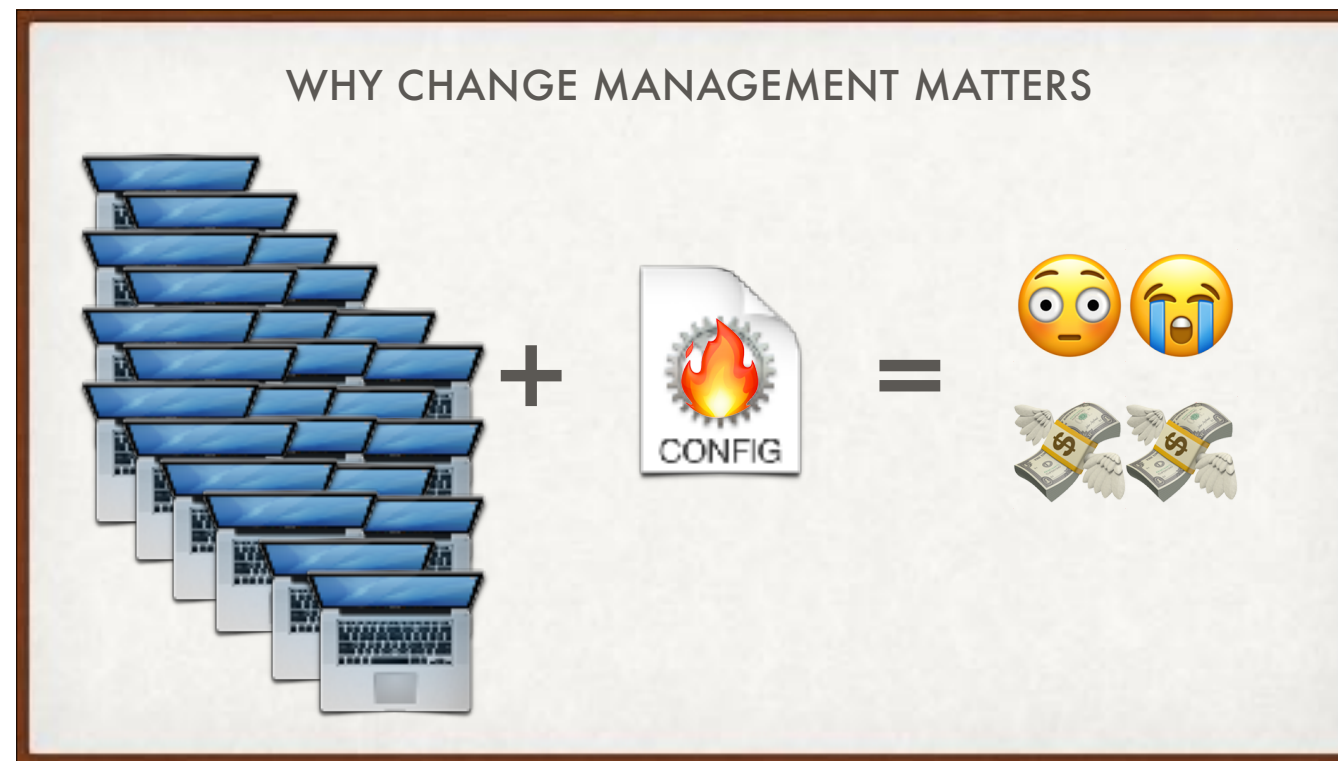 WHY CHANGE MANAGEMENT MATTERS
+
CONFIG
=